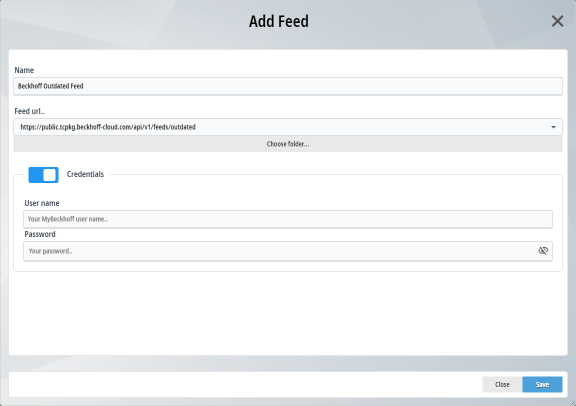 Add Feed
Name
Beckhoff Outdated Feed
Feed url..
https://public.tcpkg.beckhoff-cloud.com/api/v1/feeds/outdated
Choose folder...
Credentials
User name
Your MyBeckhoff user name..
Password
Your password..
Close Save